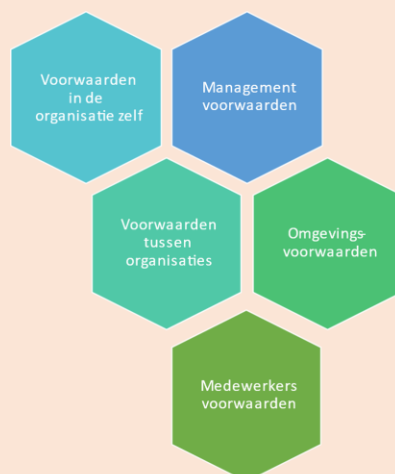 Voorwaarden
in de
organisatie zelf
Management
voorwaarden
Voorwaarden
tussen
organisaties
Omgevings-
voorwaarden
Medewerkers
voorwaarden